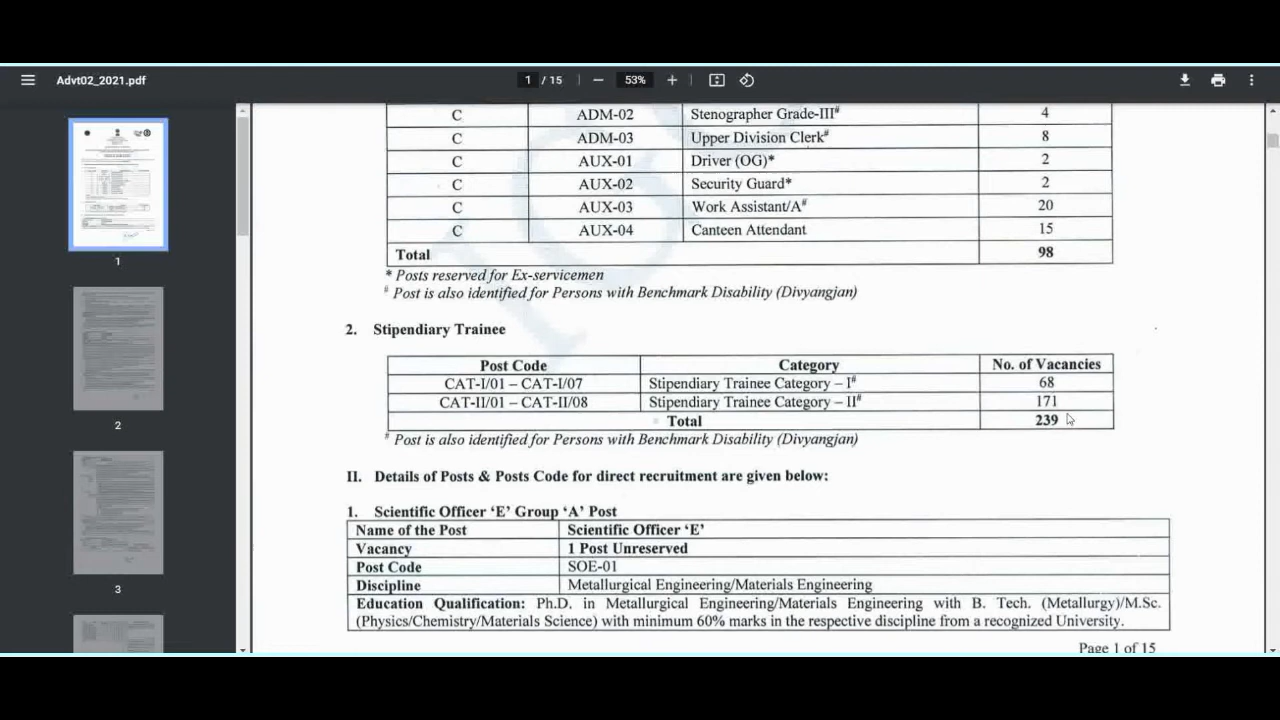 Advt02_2021.pdf
1 / 15
53%
C ADM-02 Stenographer Grade-III# 4
C ADM-03 Upper Division Clerk# 8
C AUX-01 Driver (OG)* 2
C AUX-02 Security Guard* 2
C AUX-03 Work Assistant/A# 20
C AUX-04 Canteen Attendant 15
Total 98
* Posts reserved for Ex-servicemen
# Post is also identified for Persons with Benchmark Disability (Divyangjan)
2. Stipendiary Trainee
Post Code Category No. of Vacancies
CAT-I/01 – CAT-I/07 Stipendiary Trainee Category – I# 68
CAT-II/01 – CAT-II/08 Stipendiary Trainee Category – II# 171
Total 239
# Post is also identified for Persons with Benchmark Disability (Divyangjan)
II. Details of Posts & Posts Code for direct recruitment are given below:
1. Scientific Officer ‘E’ Group ‘A’ Post
Name of the Post Scientific Officer ‘E’
Vacancy 1 Post Unreserved
Post Code SOE-01
Discipline Metallurgical Engineering/Materials Engineering
Education Qualification: Ph.D. in Metallurgical Engineering/Materials Engineering with B. Tech. (Metallurgy)/M.Sc.
(Physics/Chemistry/Materials Science) with minimum 60% marks in the respective discipline from a recognized University.
Page 1 of 15
1
2
3